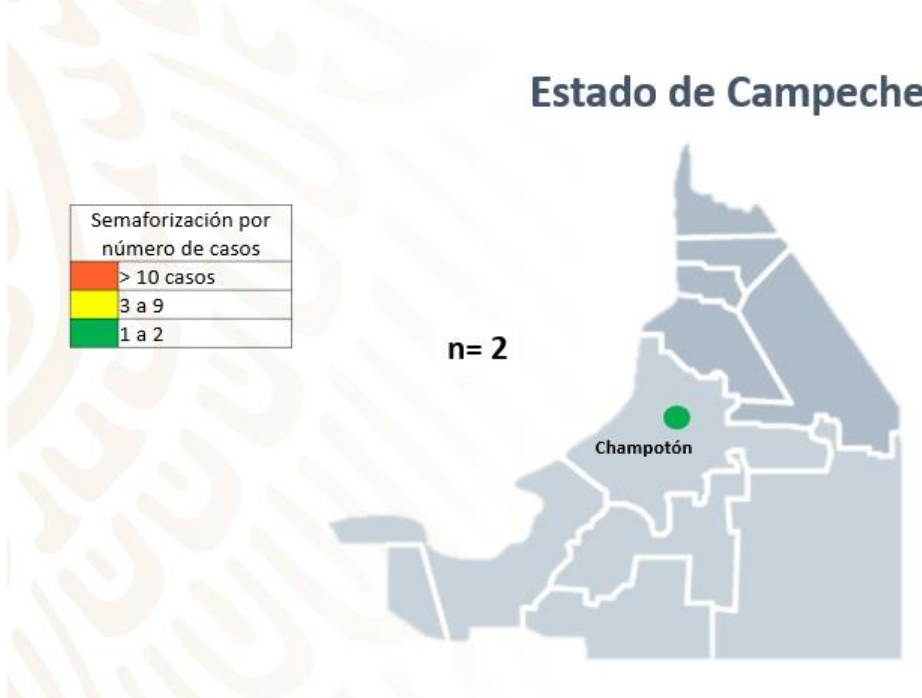 Estado de Campeche
Semaforización por
número de casos
> 10 casos
3 a 9
1 a 2
n= 2
Champotón